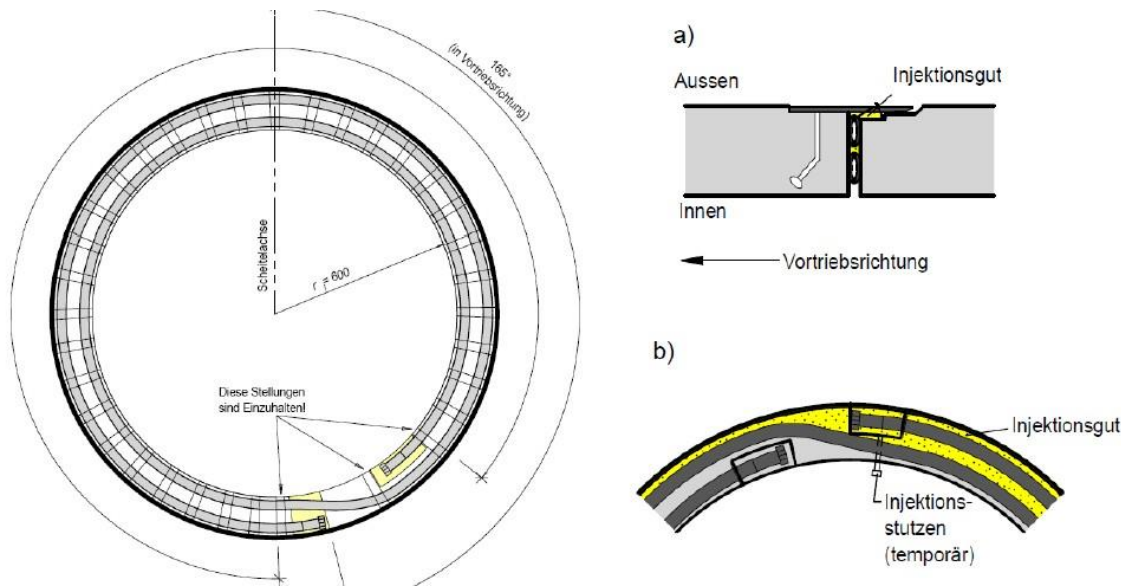 165°
(in Vortriebsrichtung)
Scheitelachse
r = 600
i
Diese Stellungen
sind Einzuhalten!
a)
Aussen
Injektionsgut
Innen
Vortriebsrichtung
b)
Injektionsgut
Injektions-
stutzen
(temporär)